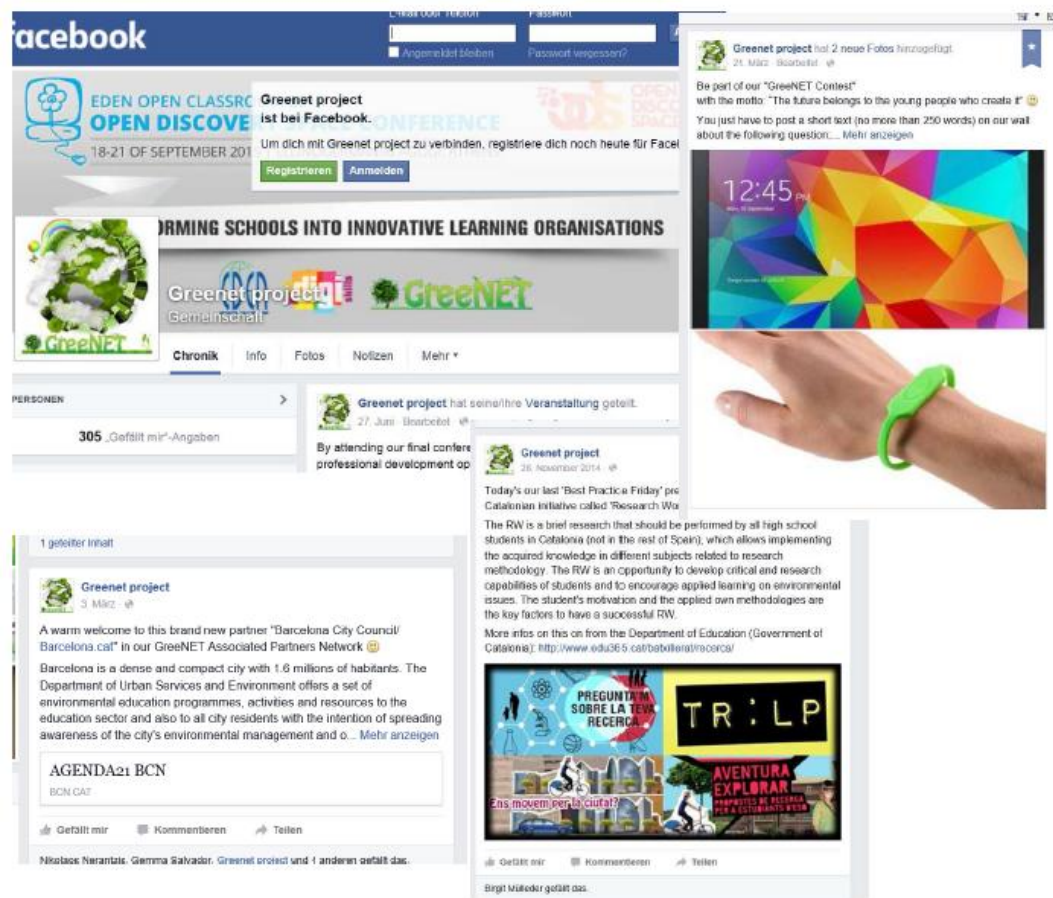 facebook
E-Mail oder Telefon Passwort
Angemeldet bleiben Passwort vergessen?
EDEN OPEN CLASSRO
OPEN DISCOVERY SPACE CONFERENCE
18-21 OF SEPTEMBER 201
Greenet project
ist bei Facebook.
Um dich mit Greenet project zu verbinden, registriere dich noch heute für Facel
Registrieren Anmelden
ORMING SCHOOLS INTO INNOVATIVE LEARNING ORGANISATIONS
GreeNET
Greenet project
Gemeinschaft
GreeNET
Chronik Info Fotos Notizen Mehr
PERSONEN
305 „Gefällt mir"-Angaben
Greenet project hat seine/ihre Veranstaltung geteilt.
27. Juni · Bearbeitet
By attending our final confere
professional development op
Greenet project hat 2 neue Fotos hinzugefügt
21. März · Bearbeitet
Be part of our "GreeNET Contest"
with the motto: "The future belongs to the young people who create it"
You just have to post a short text (no more than 250 words) on our wall
about the following question:... Mehr anzeigen
12:45 PM
Greenet project
28. November 2014
Today's our last 'Best Practice Friday' pre
Catalonian initiative called 'Research Wo
The RW is a brief research that should be performed by all high school
students in Catalonia (not in the rest of Spain), which allows implementing
the acquired knowledge in different subjects related to research
methodology. The RW is an opportunity to develop critical and research
capabilities of students and to encourage applied learning on environmental
issues. The student's motivation and the applied own methodologies are
the key factors to have a successful RW.
More infos on this on from the Department of Education (Government of
Catalonia): http://www.edu365.cat/batxillerat/recerca/
PREGUNTA'M
SOBRE LA TEVA
RECERCA
TR:LP
Ens movem per la ciutat?
AVENTURA
EXPLORAR
PROPOSTES DE RECERCA
PER A ESTUDIANTS D'ESO
Gefällt mir Kommentieren Teilen
Birgit Mülleder gefällt das.
1 geteilter Inhalt
Greenet project
3. März
A warm welcome to this brand new partner "Barcelona City Council/
Barcelona.cat" in our GreeNET Associated Partners Network
Barcelona is a dense and compact city with 1.6 millions of habitants. The
Department of Urban Services and Environment offers a set of
environmental education programmes, activities and resources to the
education sector and also to all city residents with the intention of spreading
awareness of the city's environmental management and o... Mehr anzeigen
AGENDA21 BCN
BCN.CAT
Gefällt mir Kommentieren Teilen
Nikolaos Nerantzis, Gemma Salvador, Greenet project und 4 anderen gefällt das.